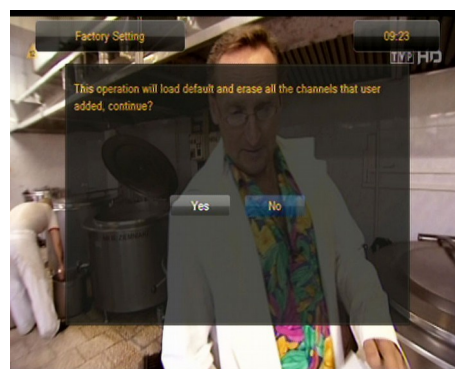 Factory Setting
09:23
TVP HD
This operation will load default and erase all the channels that user
added, continue?
Yes
No